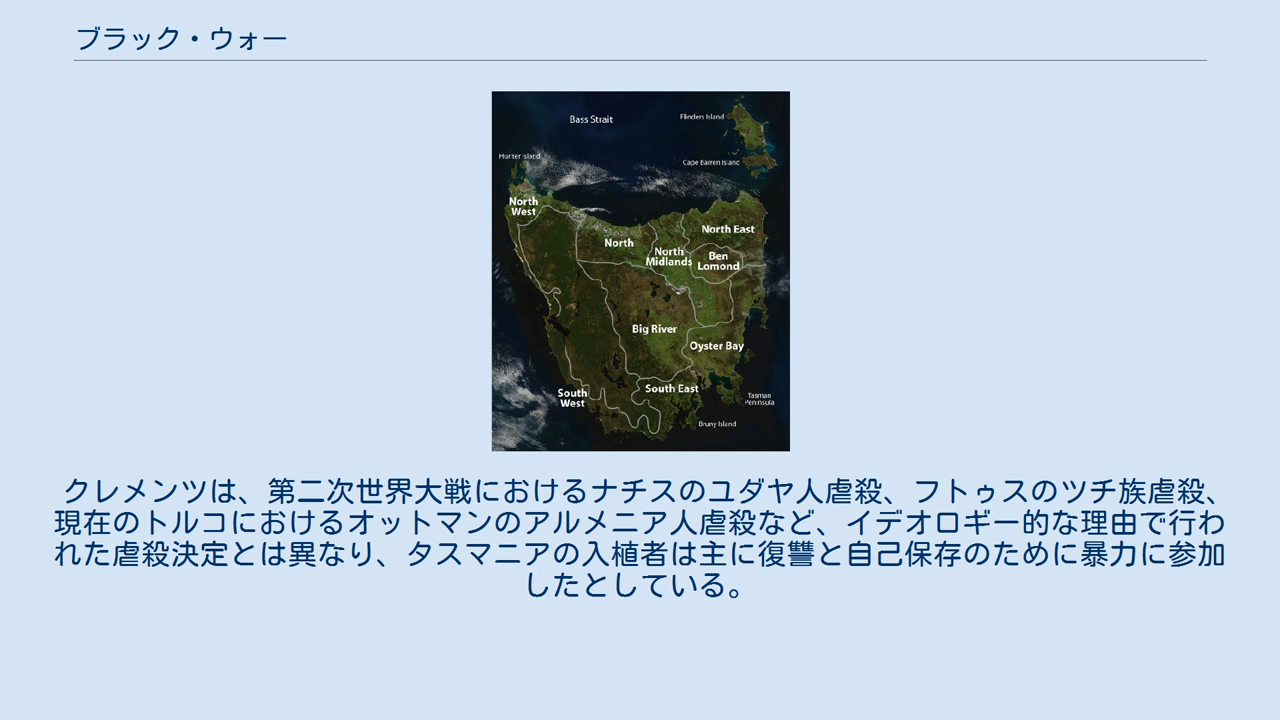 ブラック・ウォー
Bass Strait
Flinders Island
Hunter Island
Cape Barren Island
North
West
North East
North
North
Midlands
Ben
Lomond
Big River
Oyster Bay
South East
South
West
Tasman
Peninsula
Bruny Island
クレメンツは、第二次世界大戦におけるナチスのユダヤ人虐殺、フトゥスのツチ族虐殺、
現在のトルコにおけるオットマンのアルメニア人虐殺など、イデオロギー的な理由で行わ
れた虐殺決定とは異なり、タスマニアの入植者は主に復讐と自己保存のために暴力に参加
したとしている。